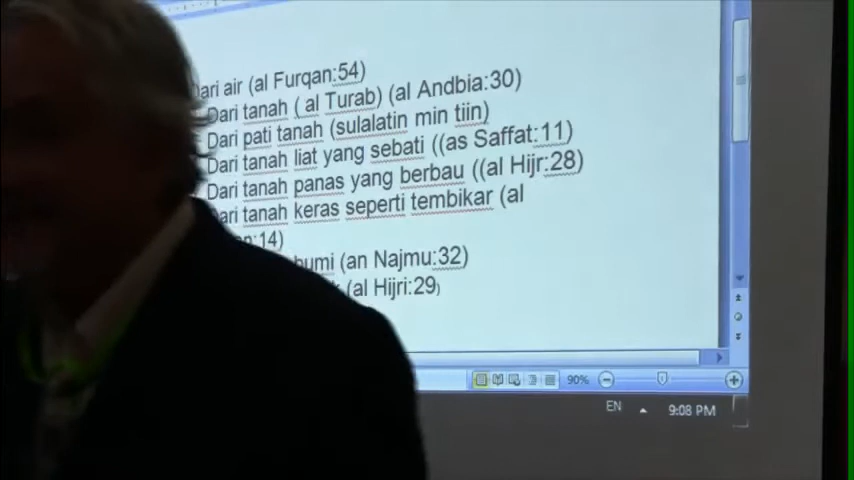 ari air (al Furqan:54)
Dari tanah ( al Turab) (al Andbia:30)
Dari pati tanah (sulalatin min tiin)
Dari tanah liat yang sebati ((as Saffat:11)
Dari tanah panas yang berbau ((al Hijr:28)
Dari tanah keras seperti tembikar (al
:14)
bumi (an Najmu:32)
(al Hijri:29)
90%
EN
9:08 PM